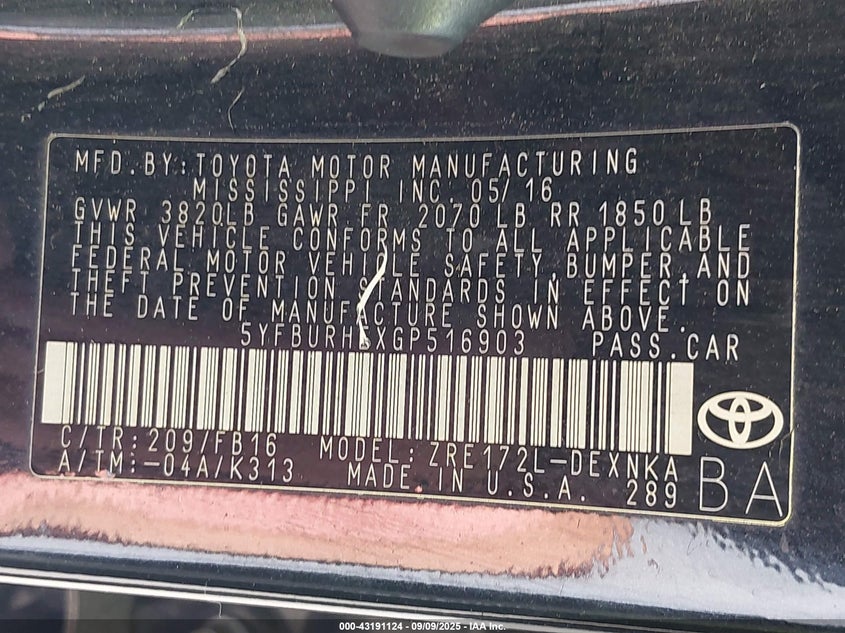 MFD.BY:TOYOTA MOTOR MANUFACTURING
MISSISSIPPI INC. 05/16
GVWR 3820LB GAWR FR 2070 LB RR 1850LB
THIS VEHICLE CONFORMS TO ALL APPLICABLE
FEDERAL MOTOR VEHICLE SAFETY,BUMPER,AND
THEFT PREVENTION STANDARDS IN EFFECT ON
THE DATE OF MANUFACTURE SHOWN ABOVE.
5YFBURHEXGP516903 PASS.CAR
C/TR:209/FB16 MODEL:ZRE172L-DEXNKA
A/TM:-04A/K313 MADE IN U.S.A. 289
BA
000-43191124 - 09/09/2025 - IAA Inc.